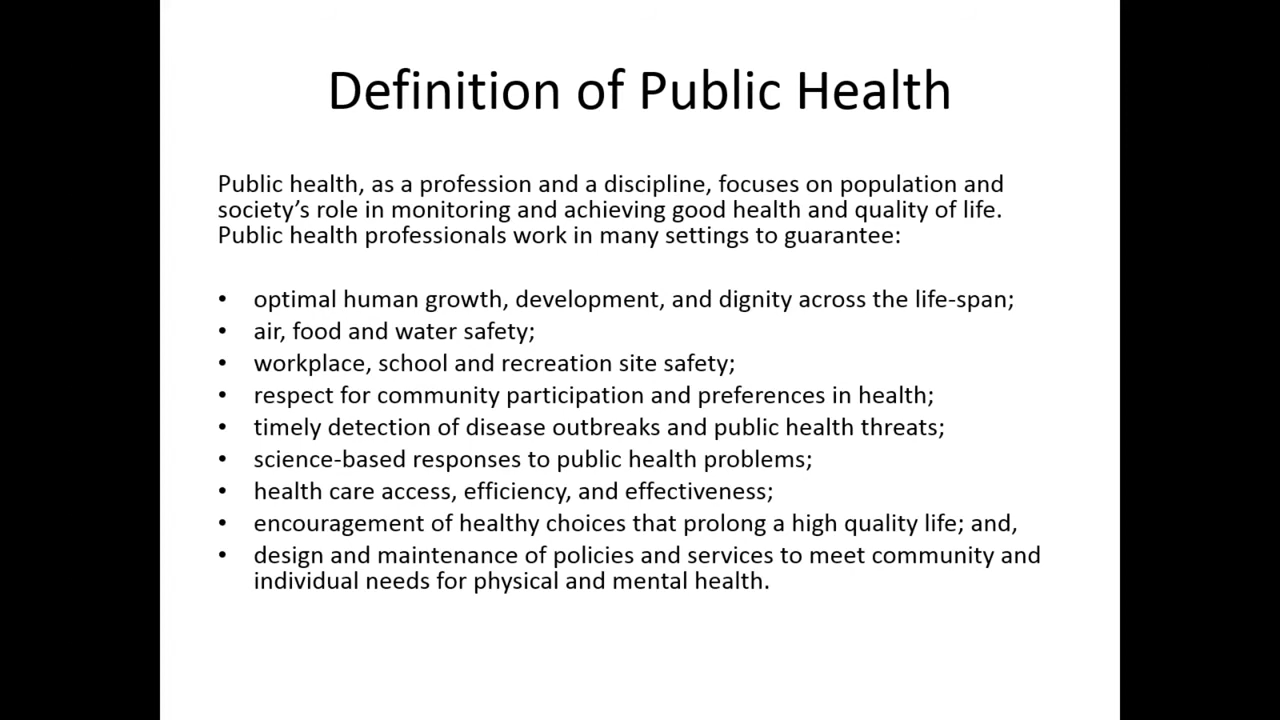 Definition of Public Health
Public health, as a profession and a discipline, focuses on population and
society’s role in monitoring and achieving good health and quality of life.
Public health professionals work in many settings to guarantee:
• optimal human growth, development, and dignity across the life-span;
• air, food and water safety;
• workplace, school and recreation site safety;
• respect for community participation and preferences in health;
• timely detection of disease outbreaks and public health threats;
• science-based responses to public health problems;
• health care access, efficiency, and effectiveness;
• encouragement of healthy choices that prolong a high quality life; and,
• design and maintenance of policies and services to meet community and
individual needs for physical and mental health.